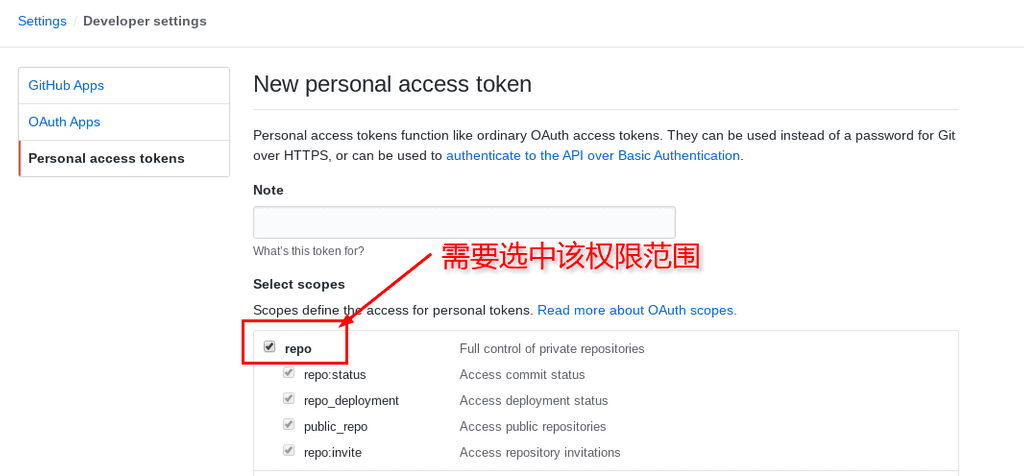 Settings / Developer settings
GitHub Apps
OAuth Apps
Personal access tokens
New personal access token
Personal access tokens function like ordinary OAuth access tokens. They can be used instead of a password for Git
over HTTPS, or can be used to authenticate to the API over Basic Authentication.
Note
What's this token for?
需要选中该权限范围
Select scopes
Scopes define the access for personal tokens. Read more about OAuth scopes.
repo Full control of private repositories
repo:status Access commit status
repo_deployment Access deployment status
public_repo Access public repositories
repo:invite Access repository invitations